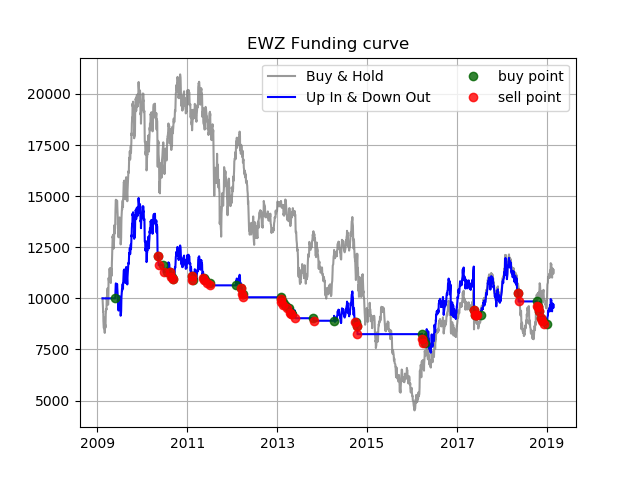 EWZ Funding curve
Buy & Hold
Up In & Down Out
buy point
sell point
20000
17500
15000
12500
10000
7500
5000
2009 2011 2013 2015 2017 2019